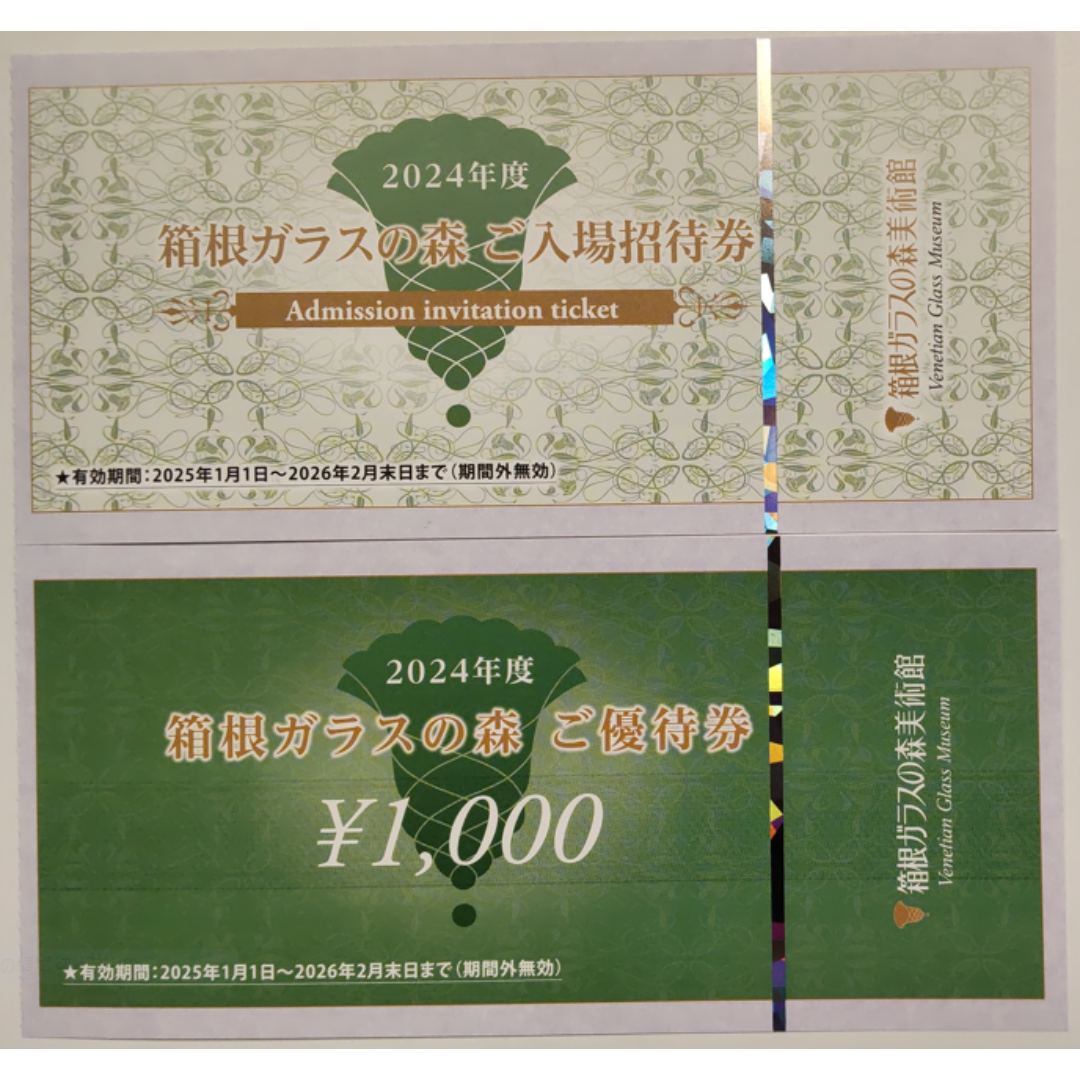 2024年度
箱根ガラスの森 ご入場招待券
Admission invitation ticket
★有効期間：2025年1月1日～2026年2月末日まで（期間外無効）
箱根ガラスの森美術館
Venetian Glass Museum
2024年度
箱根ガラスの森 ご優待券
¥1,000
★有効期間：2025年1月1日～2026年2月末日まで（期間外無効）
箱根ガラスの森美術館
Venetian Glass Museum